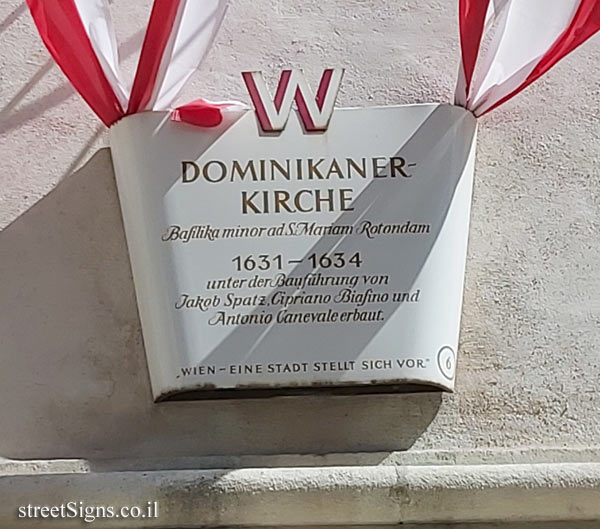 W
DOMINIKANER-
KIRCHE
Basilika minor ad S. Mariam Rotondam
1631–1634
unter der Bauführung von
Jakob Spatz, Cipriano Biasino und
Antonio Canevale erbaut.
„WIEN – EINE STADT STELLT SICH VOR.“
6
streetSigns.co.il